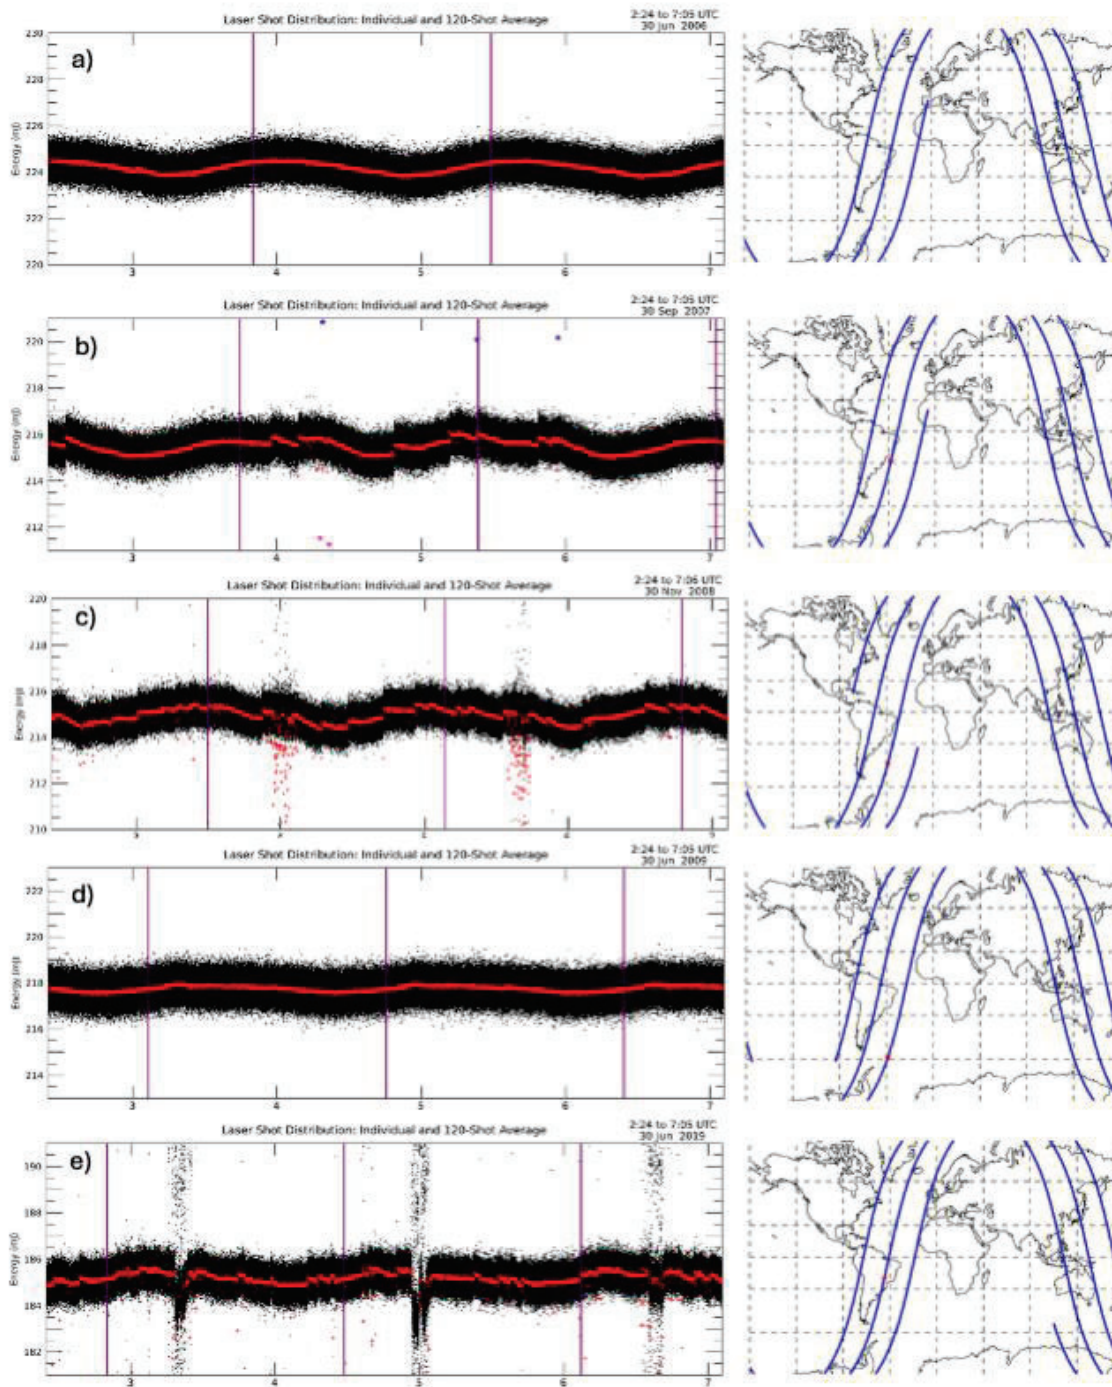 Laser Shot Distribution: Individual and 120-Shot Average
2:24 to 7:05 UTC
30 Jun 2006
a)
Energy (mJ)
230
228
226
224
222
220
3
4
5
6
7
Laser Shot Distribution: Individual and 120-Shot Average
2:24 to 7:05 UTC
30 Sep 2007
b)
Energy (mJ)
220
218
216
214
212
3
4
5
6
7
Laser Shot Distribution: Individual and 120-Shot Average
2:24 to 7:05 UTC
30 Nov 2008
c)
Energy (mJ)
220
218
216
214
212
210
Laser Shot Distribution: Individual and 120-Shot Average
2:24 to 7:05 UTC
30 Jun 2009
d)
Energy (mJ)
222
220
218
216
214
3
4
5
6
7
Laser Shot Distribution: Individual and 120-Shot Average
2:24 to 7:05 UTC
30 Jun 2019
e)
Energy (mJ)
190
188
186
184
182
3
4
5
6
7